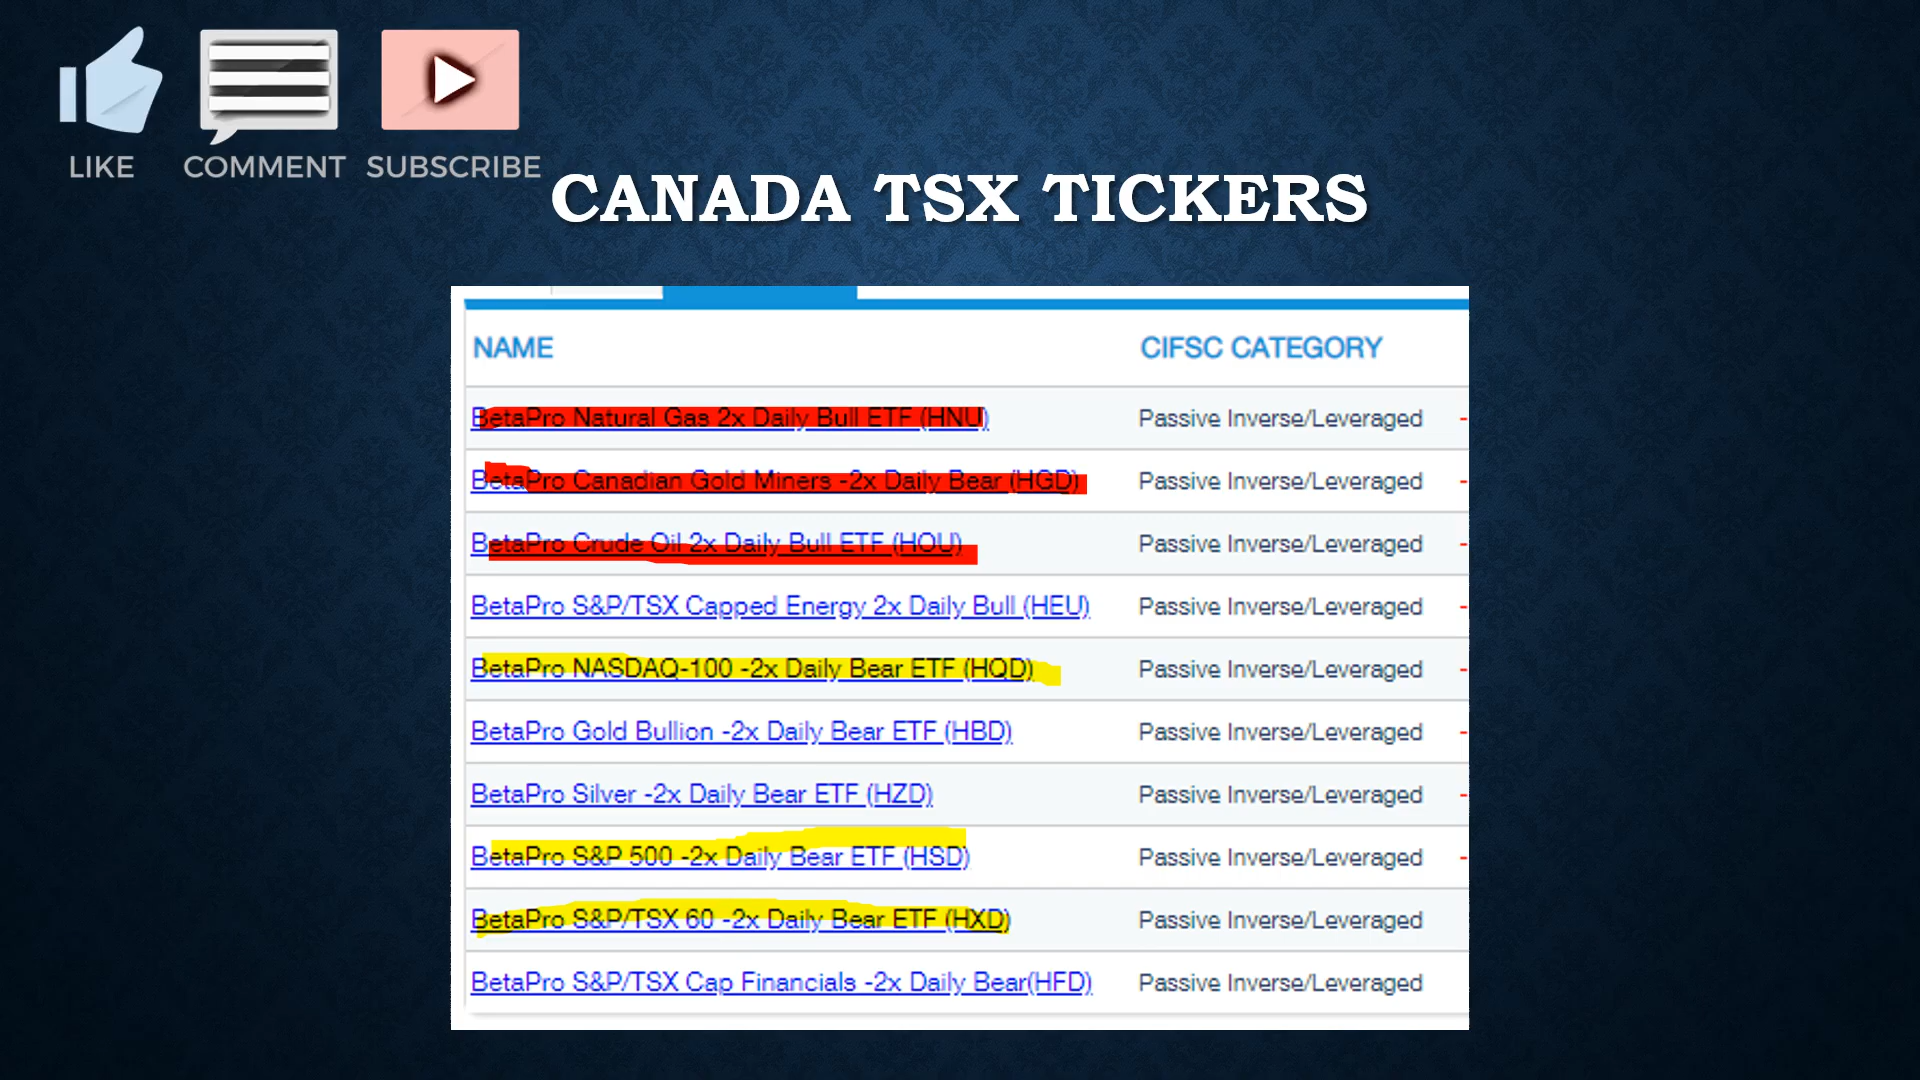 LIKE COMMENT SUBSCRIBE
CANADA TSX TICKERS
NAME CIFSC CATEGORY
BetaPro Natural Gas 2x Daily Bull ETF (HNU) Passive Inverse/Leveraged -
BetaPro Canadian Gold Miners -2x Daily Bear (HGD) Passive Inverse/Leveraged -
BetaPro Crude Oil 2x Daily Bull ETF (HOU) Passive Inverse/Leveraged -
BetaPro S&P/TSX Capped Energy 2x Daily Bull (HEU) Passive Inverse/Leveraged -
BetaPro NASDAQ-100 -2x Daily Bear ETF (HQD) Passive Inverse/Leveraged -
BetaPro Gold Bullion -2x Daily Bear ETF (HBD) Passive Inverse/Leveraged -
BetaPro Silver -2x Daily Bear ETF (HZD) Passive Inverse/Leveraged -
BetaPro S&P 500 -2x Daily Bear ETF (HSD) Passive Inverse/Leveraged -
BetaPro S&P/TSX 60 -2x Daily Bear ETF (HXD) Passive Inverse/Leveraged -
BetaPro S&P/TSX Cap Financials -2x Daily Bear(HFD) Passive Inverse/Leveraged